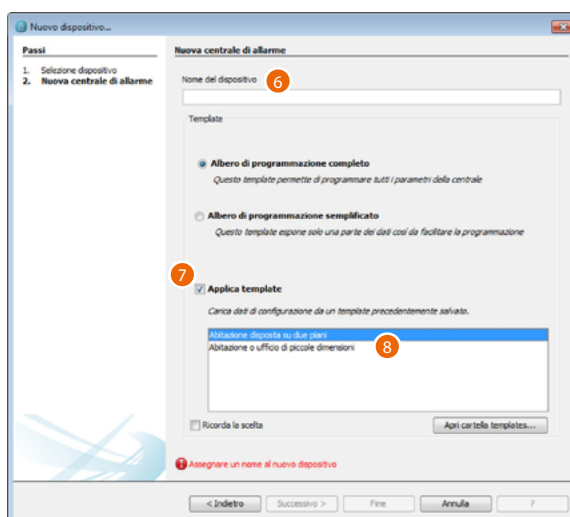 Nuovo dispositivo...
Passi
1. Selezione dispositivo
2. Nuova centrale di allarme
Nuova centrale di allarme
Nome del dispositivo 6
Template
Albero di programmazione completo
Questo template permette di programmare tutti i parametri della centrale
Albero di programmazione semplificato
Questo template espone solo una parte dei dati così da facilitare la programmazione
7
Applica template
Carica dati di configurazione da un template precedentemente salvato.
Abitazione disposta su due piani
Abitazione o ufficio di piccole dimensioni 8
Ricorda la scelta Apri cartella templates...
Assegnare un nome al nuovo dispositivo
< Indietro Successivo > Fine Annulla ?